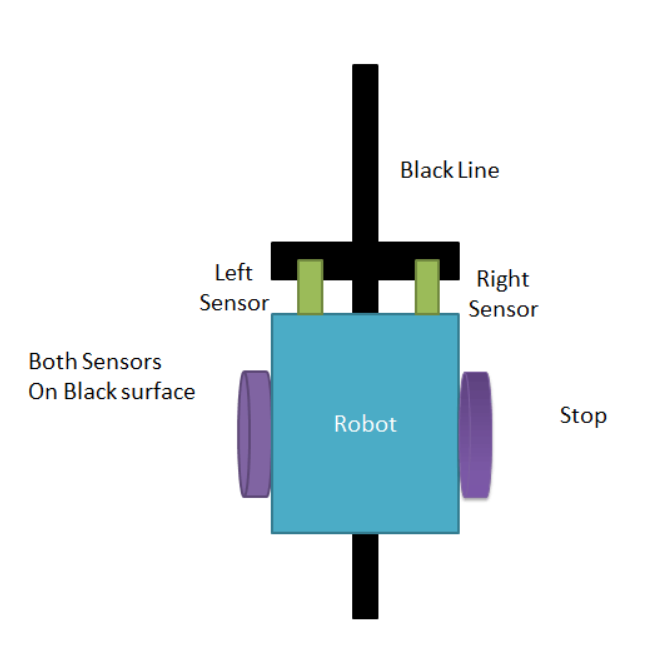 Black Line
Left
Sensor
Right
Sensor
Both Sensors
On Black surface
Robot
Stop